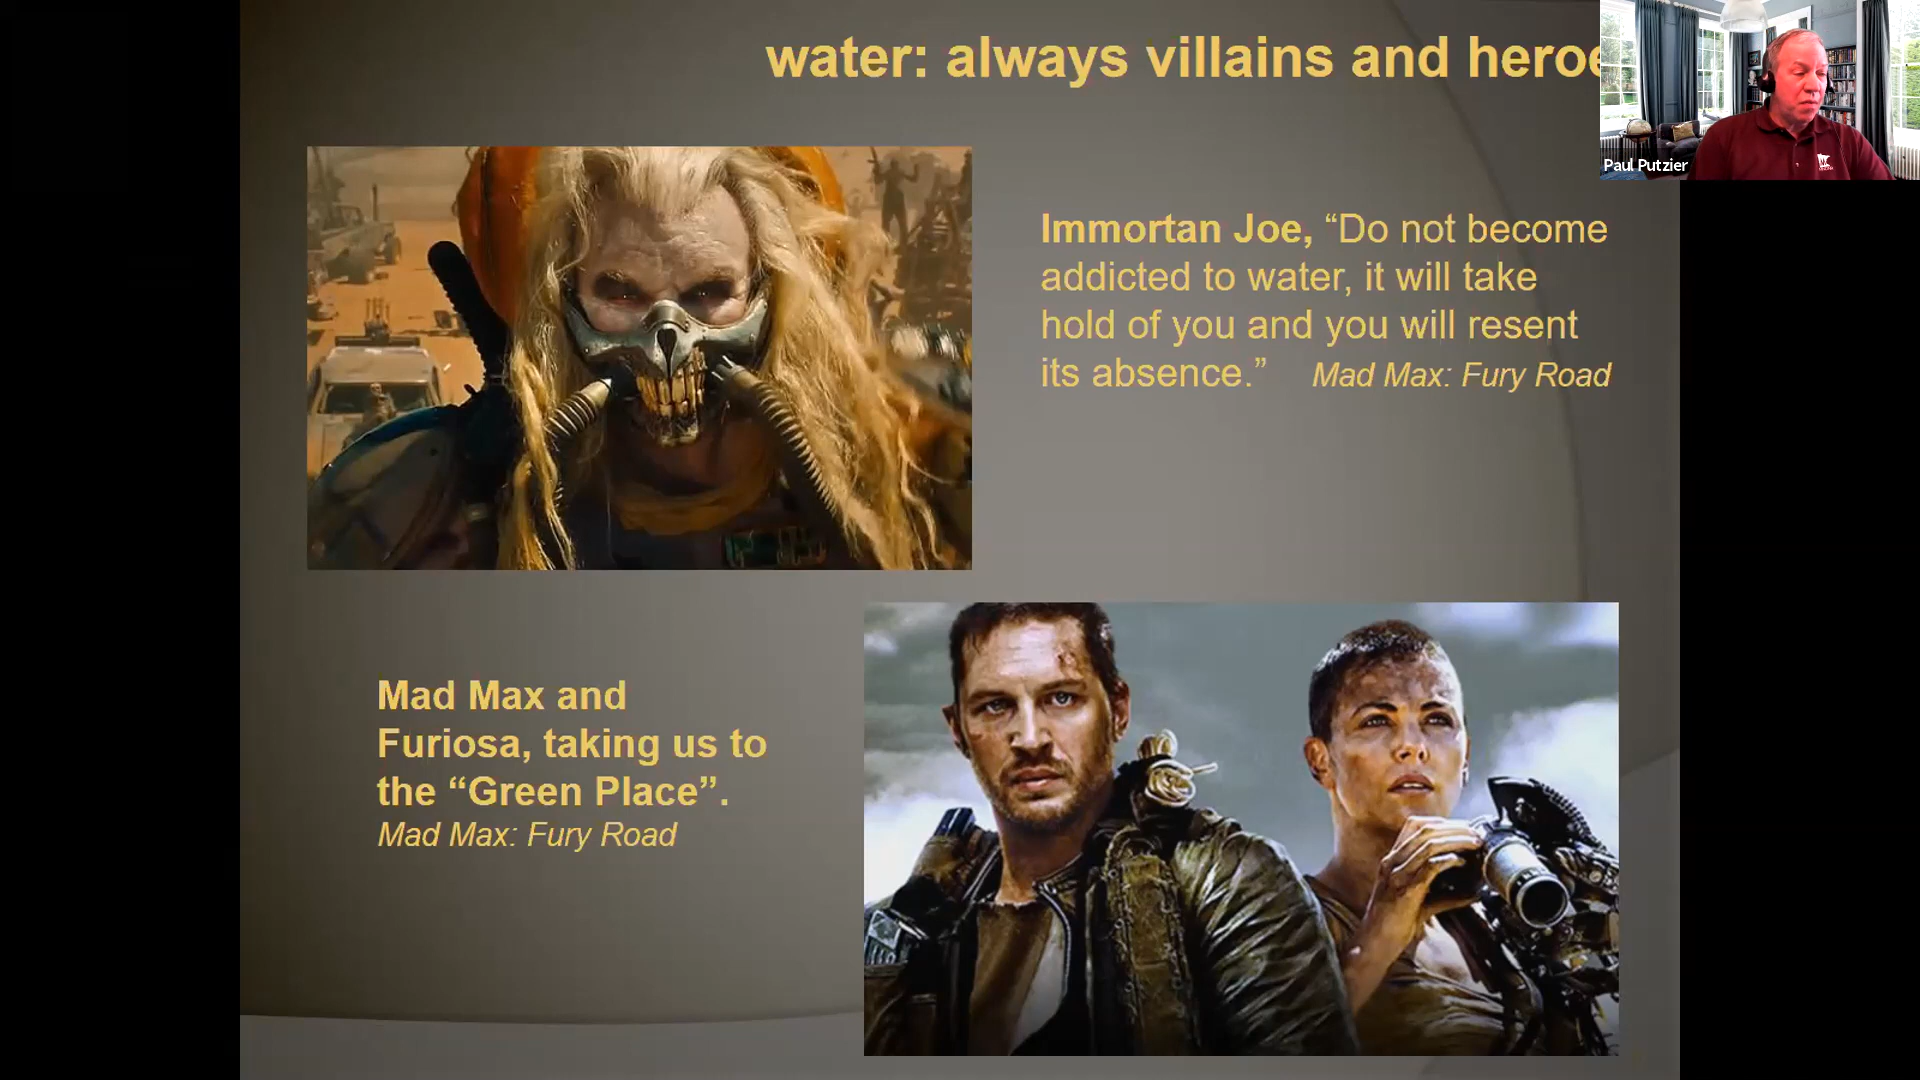 water: always villains and heroe
Paul Putzier
Immortan Joe, “Do not become
addicted to water, it will take
hold of you and you will resent
its absence.” Mad Max: Fury Road
Mad Max and
Furiosa, taking us to
the “Green Place”.
Mad Max: Fury Road